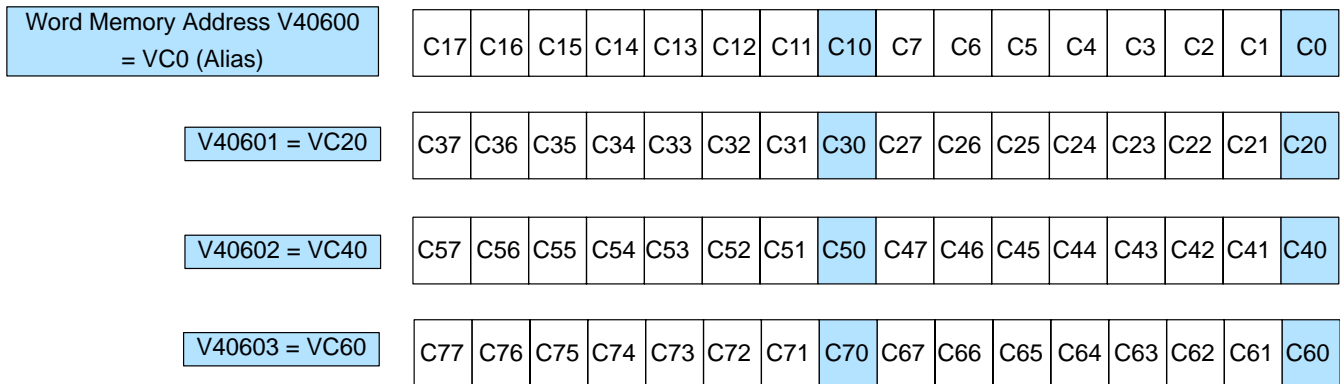 Word Memory Address V40600
= VC0 (Alias)
C17 C16 C15 C14 C13 C12 C11 C10 C7 C6 C5 C4 C3 C2 C1 C0
V40601 = VC20
C37 C36 C35 C34 C33 C32 C31 C30 C27 C26 C25 C24 C23 C22 C21 C20
V40602 = VC40
C57 C56 C55 C54 C53 C52 C51 C50 C47 C46 C45 C44 C43 C42 C41 C40
V40603 = VC60
C77 C76 C75 C74 C73 C72 C71 C70 C67 C66 C65 C64 C63 C62 C61 C60